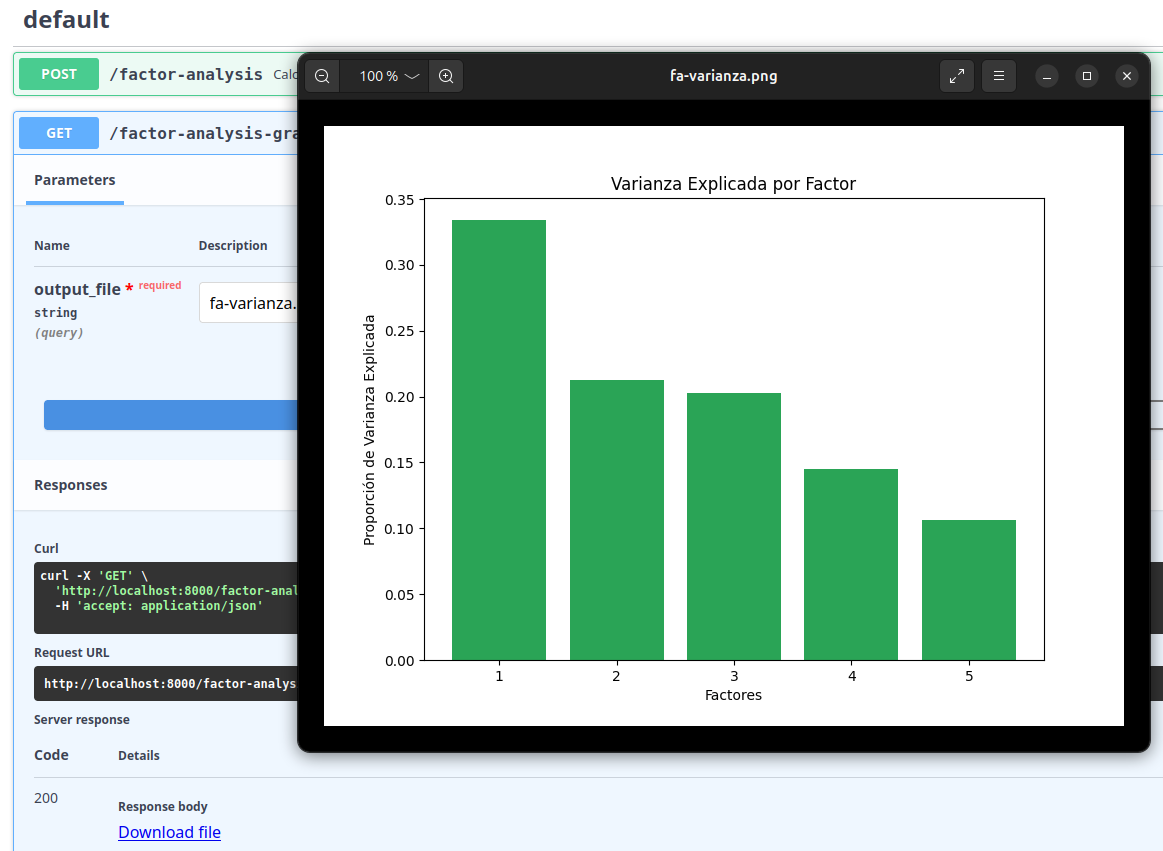 default
POST /factor-analysis Calc
GET /factor-analysis-gra
Parameters
Name Description
output_file * required
string
(query)
fa-varianza.
Responses
Curl
curl -X 'GET' \
'http://localhost:8000/factor-anal
-H 'accept: application/json'
Request URL
http://localhost:8000/factor-analys
Server response
Code Details
200
Response body
Download file
100 %
fa-varianza.png
Varianza Explicada por Factor
Proporción de Varianza Explicada
0.35
0.30
0.25
0.20
0.15
0.10
0.05
0.00
1 2 3 4 5
Factores